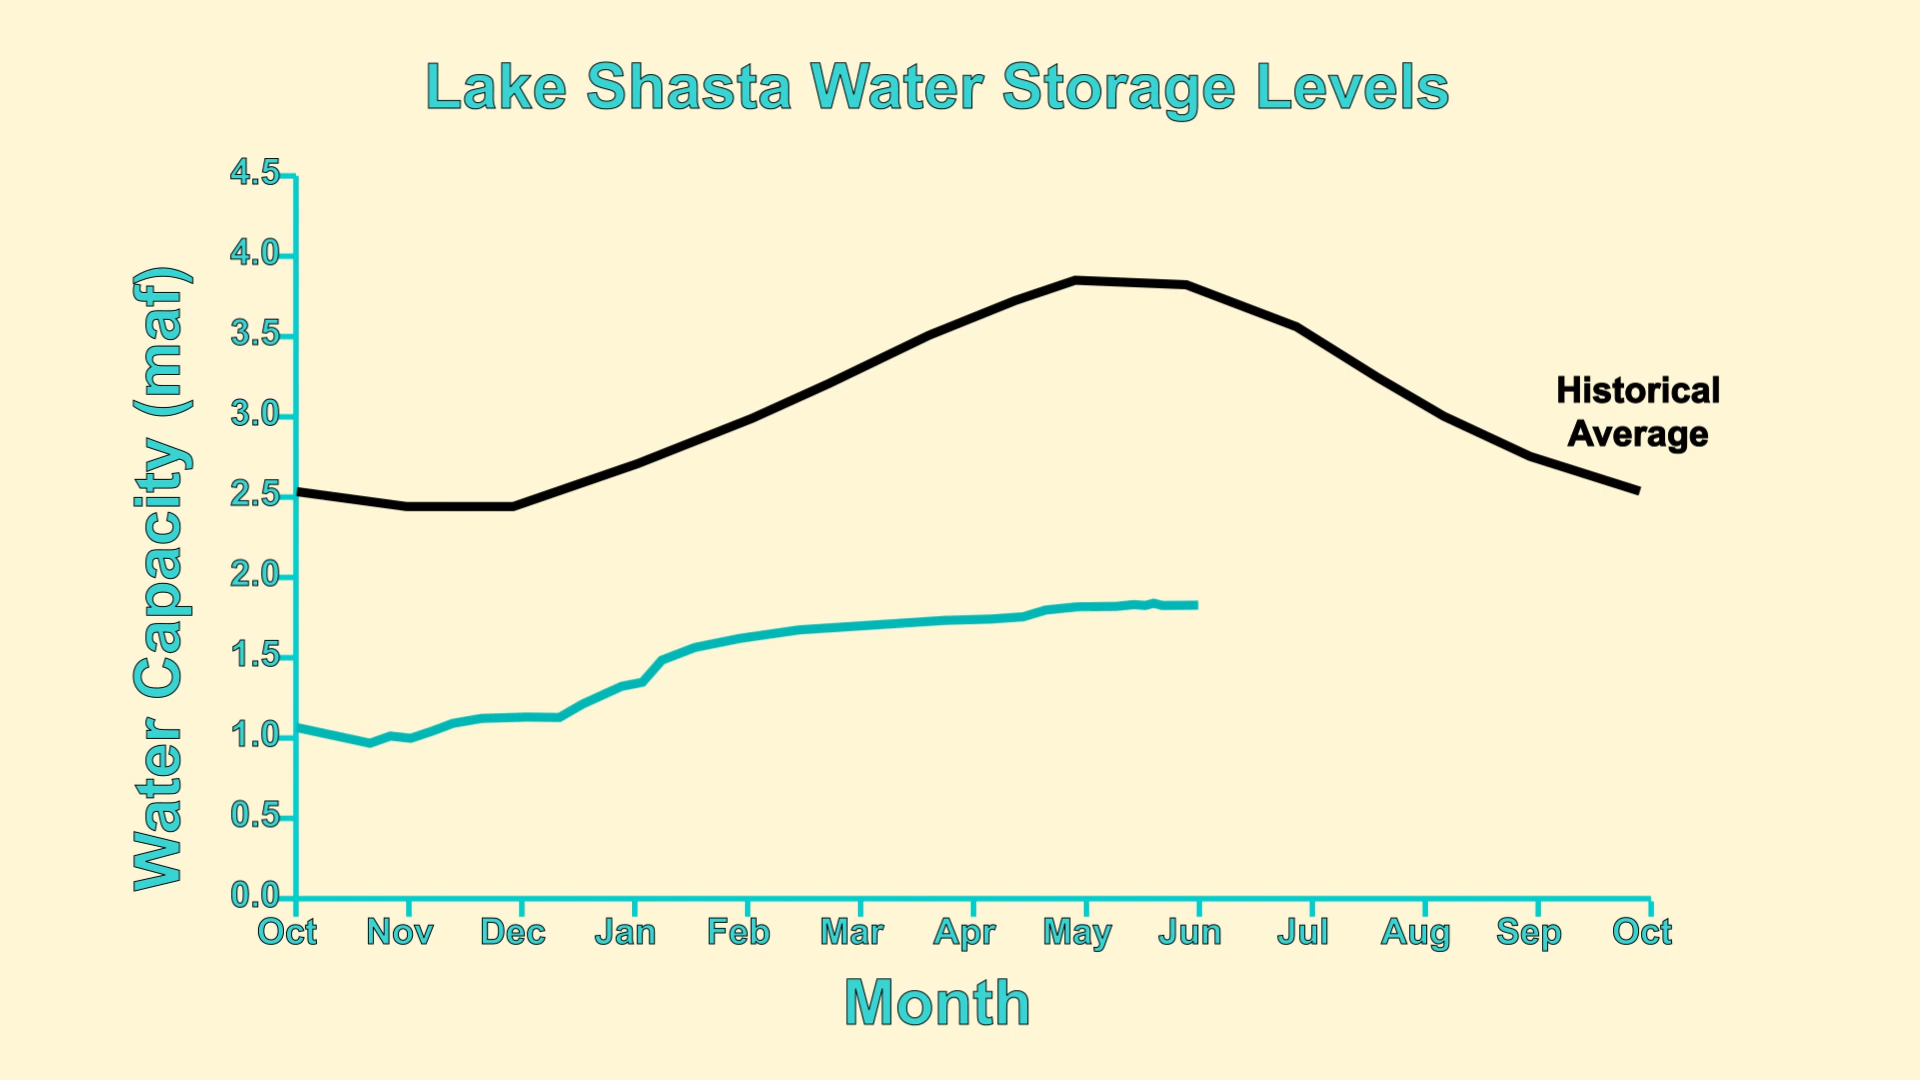 Lake Shasta Water Storage Levels
Water Capacity (maf)
4.5
4.0
3.5
3.0
2.5
2.0
1.5
1.0
0.5
0.0
Historical
Average
Oct Nov Dec Jan Feb Mar Apr May Jun Jul Aug Sep Oct
Month